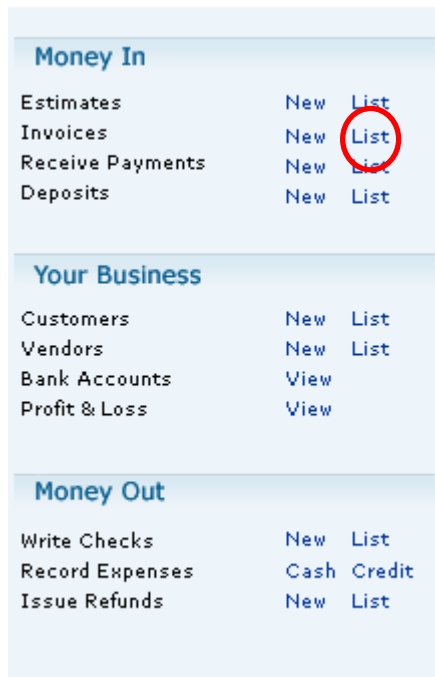 Money In
Estimates New List
Invoices New List
Receive Payments New List
Deposits New List
Your Business
Customers New List
Vendors New List
Bank Accounts View
Profit & Loss View
Money Out
Write Checks New List
Record Expenses Cash Credit
Issue Refunds New List